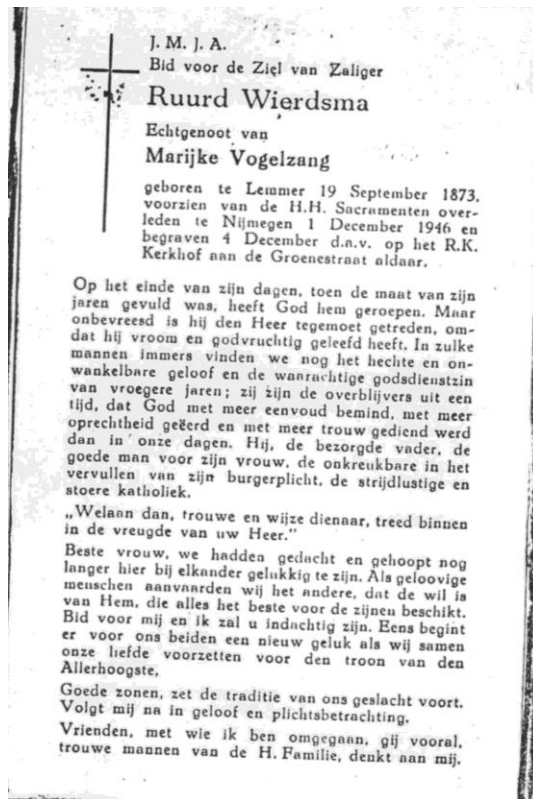 J. M. J. A.
Bid voor de Ziel van Zaliger
Ruurd Wierdsma
Echtgenoot van
Marijke Vogelzang
geboren te Lemmer 19 September 1873,
voorzien van de H.H. Sacramenten over-
leden te Nijmegen 1 December 1946 en
begraven 4 December d.a.v. op het R.K.
Kerkhof aan de Groenestraat aldaar.
Op het einde van zijn dagen, toen de maat van zijn
jaren gevuld was, heeft God hem geroepen. Maar
onbevreesd is hij den Heer tegemoet getreden, om-
dat hij vroom en godvruchtig geleefd heeft. In zulke
mannen immers vinden we nog het hechte en on-
wankelbare geloof en de wanrachtige godsdienstzin
van vroegere jaren; zij zijn de overblijvers uit een
tijd, dat God met meer eenvoud bemind, met meer
oprechtheid geëerd en met meer trouw gediend werd
dan in onze dagen. Hij, de bezorgde vader, de
goede man voor zijn vrouw, de onkreukbare in het
vervullen van zijn burgerplicht, de strijdlustige en
stoere katholiek.
„Welaan dan, trouwe en wijze dienaar, treed binnen
in de vreugde van uw Heer."
Beste vrouw, we hadden gedacht en gehoopt nog
langer hier bij elkander gelukkig te zijn. Als geloovige
menschen aanvaarden wij het andere, dat de wil is
van Hem, die alles het beste voor de zijnen beschikt.
Bid voor mij en ik zal u indachtig zijn. Eens begint
er voor ons beiden een nieuw geluk als wij samen
onze liefde voorzetten voor den troon van den
Allerhoogste,
Goede zonen, zet de traditie van ons geslacht voort.
Volgt mij na in geloof en plichtsbetrachting.
Vrienden, met wie ik ben omgegaan, gij vooral,
trouwe mannen van de H. Familie, denkt aan mij.